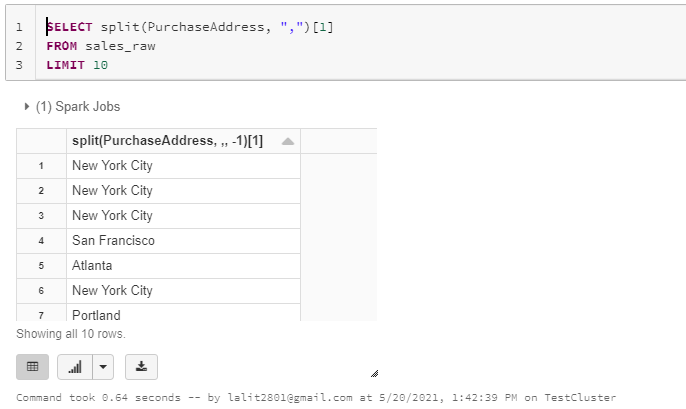 1 SELECT split(PurchaseAddress, ",")[1]
2 FROM sales_raw
3 LIMIT 10
(1) Spark Jobs
split(PurchaseAddress, ,, -1)[1]
1 New York City
2 New York City
3 New York City
4 San Francisco
5 Atlanta
6 New York City
7 Portland
Showing all 10 rows.
Command took 0.64 seconds -- by lalit2801@gmail.com at 5/20/2021, 1:42:39 PM on TestCluster